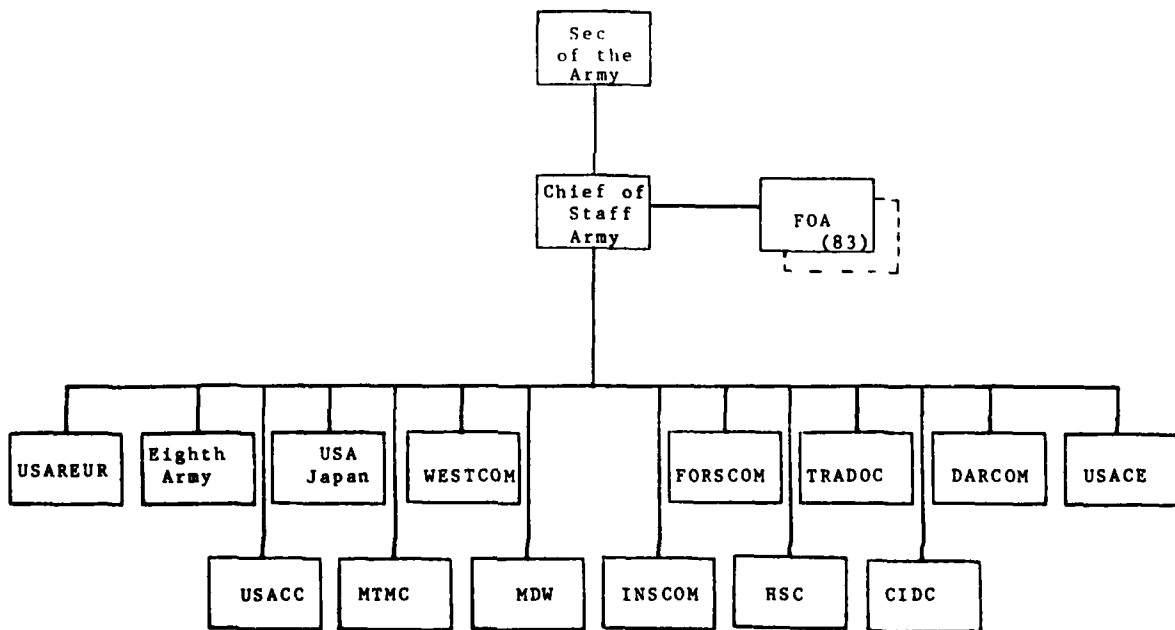 Sec
of the
Army
Chief of
Staff
Army
FOA
(83)
USAREUR
Eighth
Army
USA
Japan
WESTCOM
FORSCOM
TRADOC
DARCOM
USACE
USACC
MTMC
MDW
INSCOM
HSC
CIDC